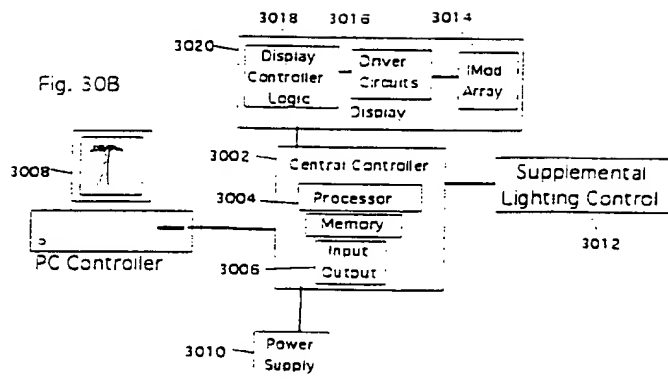 3018 3016 3014
3020
Display Controller Logic
Driver Circuits
IMod Array
Display
Fig. 30B
3002
Central Controller
3008
3004
Processor
Memory
3006
Input Output
PC Controller
Supplemental Lighting Control
3012
3010
Power Supply